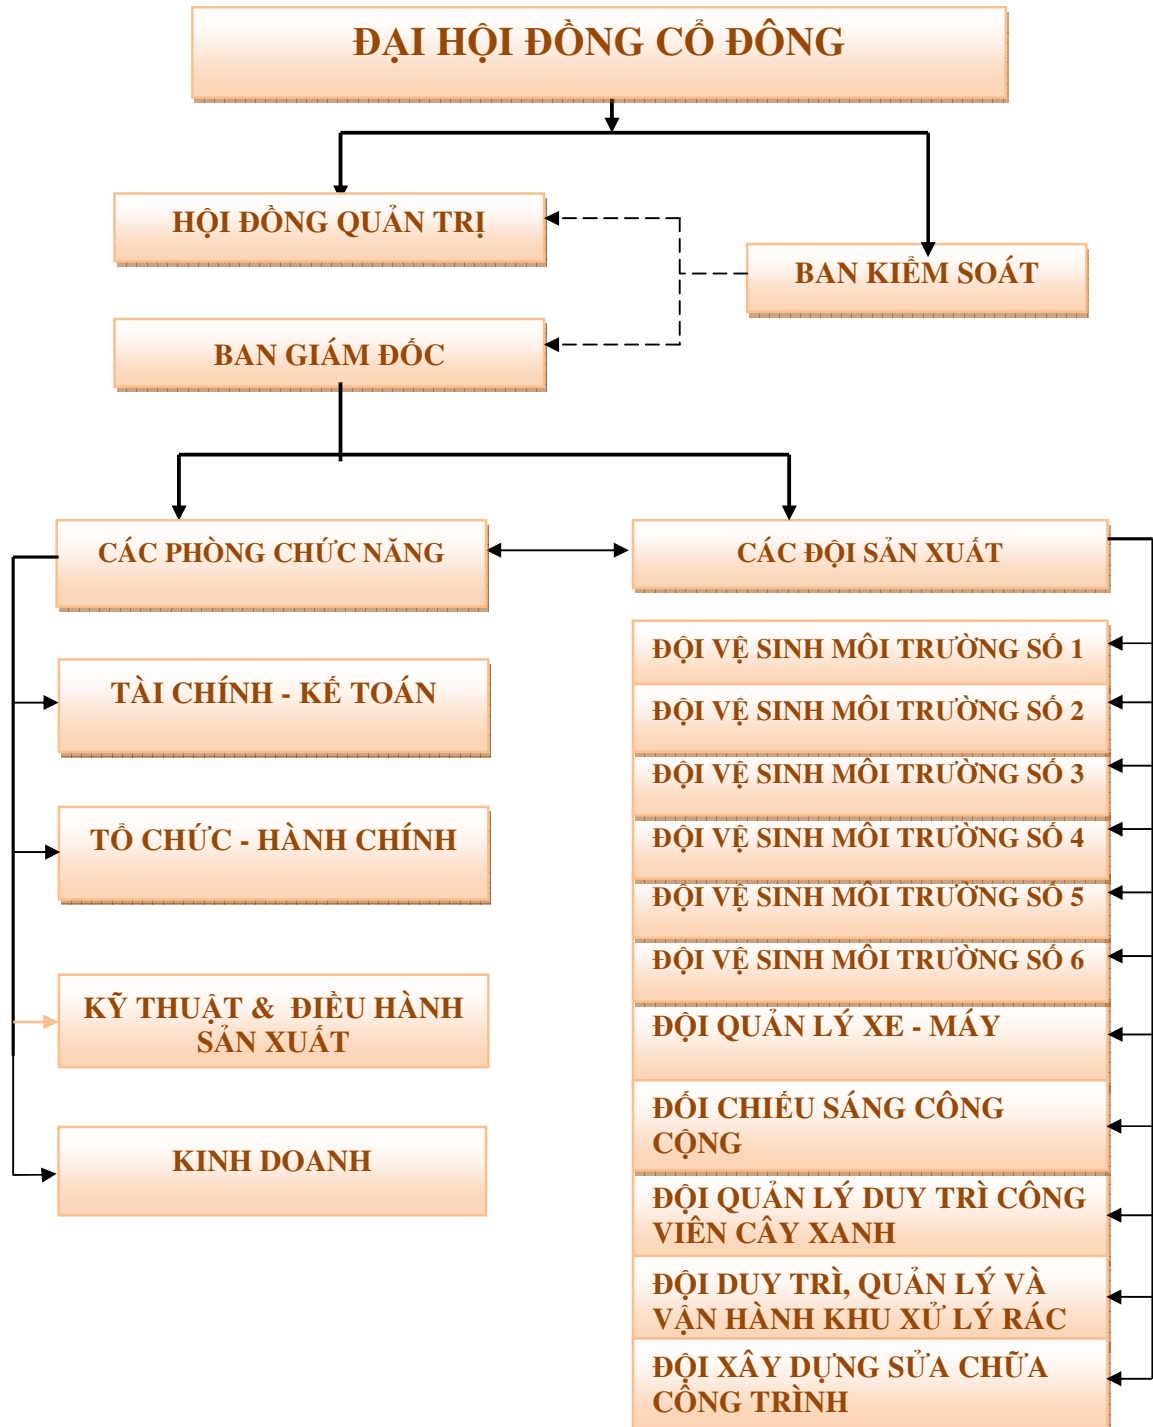 ĐẠI HỘI ĐỒNG CỔ ĐÔNG
HỘI ĐỒNG QUẢN TRỊ
BAN KIỂM SOÁT
BAN GIÁM ĐỐC
CÁC PHÒNG CHỨC NĂNG
TÀI CHÍNH - KẾ TOÁN
TỔ CHỨC - HÀNH CHÍNH
KỸ THUẬT & ĐIỀU HÀNH
SẢN XUẤT
KINH DOANH
CÁC ĐỘI SẢN XUẤT
ĐỘI VỆ SINH MÔI TRƯỜNG SỐ 1
ĐỘI VỆ SINH MÔI TRƯỜNG SỐ 2
ĐỘI VỆ SINH MÔI TRƯỜNG SỐ 3
ĐỘI VỆ SINH MÔI TRƯỜNG SỐ 4
ĐỘI VỆ SINH MÔI TRƯỜNG SỐ 5
ĐỘI VỆ SINH MÔI TRƯỜNG SỐ 6
ĐỘI QUẢN LÝ XE - MÁY
ĐỐI CHIẾU SÁNG CÔNG
CỘNG
ĐỘI QUẢN LÝ DUY TRÌ CÔNG
VIÊN CÂY XANH
ĐỘI DUY TRÌ, QUẢN LÝ VÀ
VẬN HÀNH KHU XỬ LÝ RÁC
ĐỘI XÂY DỰNG SỬA CHỮA
CÔNG TRÌNH